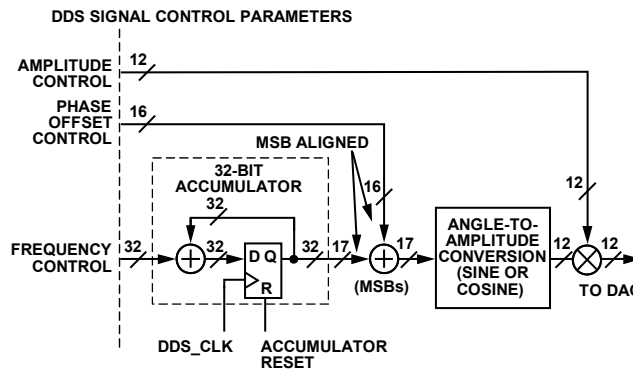 DDS SIGNAL CONTROL PARAMETERS
AMPLITUDE
CONTROL
12
PHASE
OFFSET
CONTROL
16
MSB ALIGNED
32-BIT
ACCUMULATOR
32
16
12
FREQUENCY
CONTROL
32
32
D Q
R
32
17
(MSBs)
17
ANGLE-TO-
AMPLITUDE
CONVERSION
(SINE OR
COSINE)
12
12
TO DAC
DDS_CLK
ACCUMULATOR
RESET